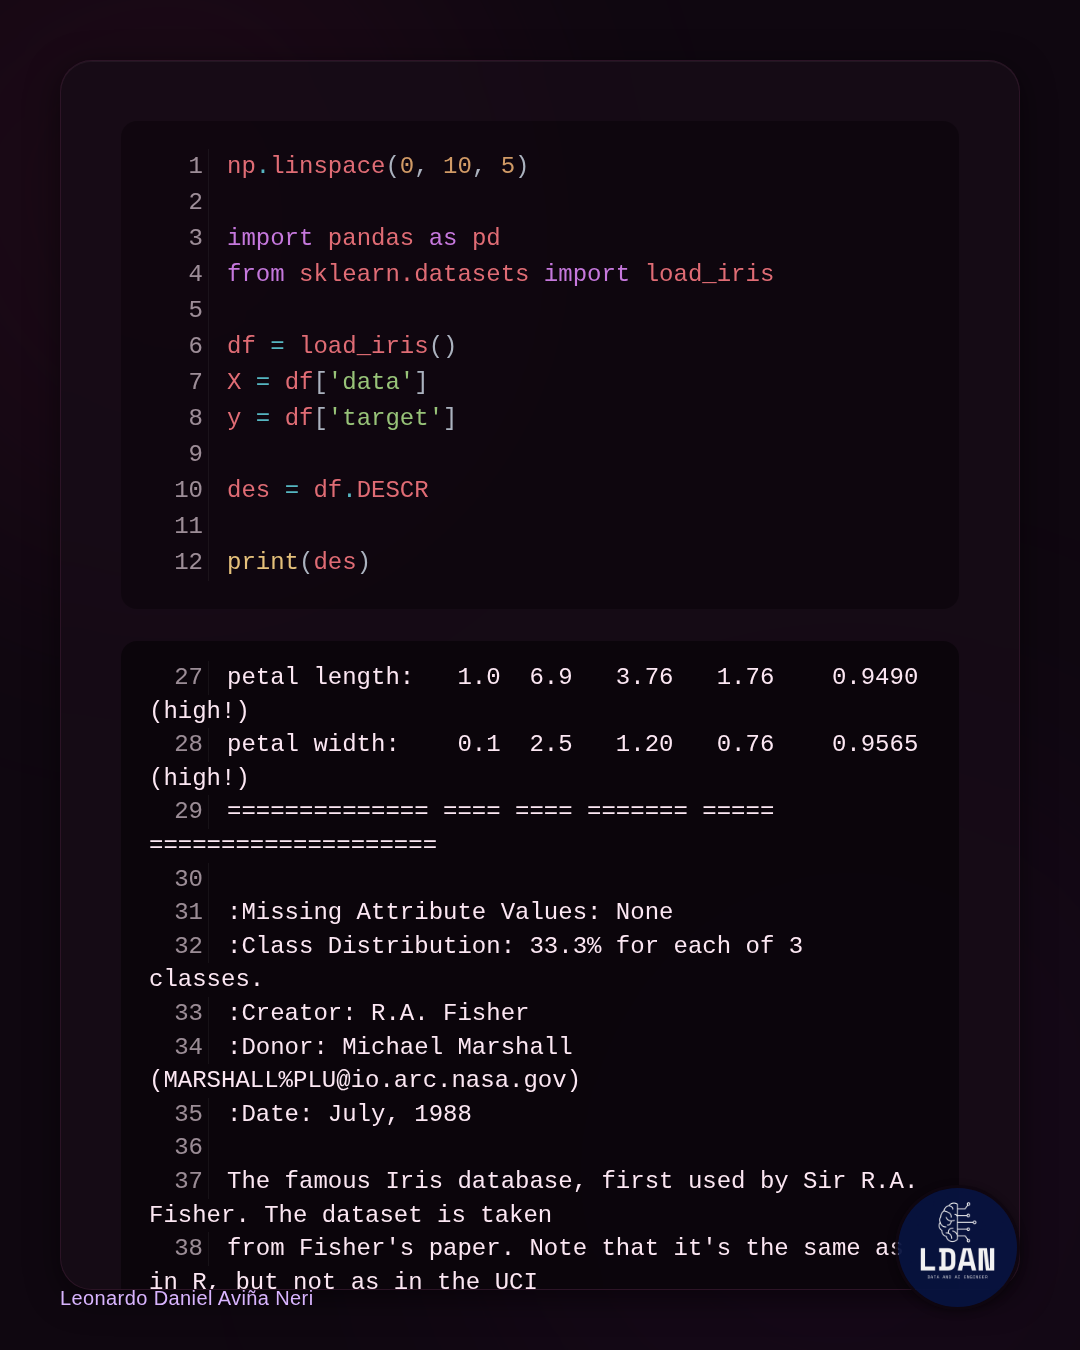 1 np.linspace(0, 10, 5)
2
3 import pandas as pd
4 from sklearn.datasets import load_iris
5
6 df = load_iris()
7 X = df['data']
8 y = df['target']
9
10 des = df.DESCR
11
12 print(des)
27 petal length:   1.0  6.9   3.76   1.76    0.9490
(high!)
28 petal width:    0.1  2.5   1.20   0.76    0.9565
(high!)
29 ============== ==== ==== ======= =====
====================
30
31 :Missing Attribute Values: None
32 :Class Distribution: 33.3% for each of 3
classes.
33 :Creator: R.A. Fisher
34 :Donor: Michael Marshall
(MARSHALL%PLU@io.arc.nasa.gov)
35 :Date: July, 1988
36
37 The famous Iris database, first used by Sir R.A.
Fisher. The dataset is taken
38 from Fisher's paper. Note that it's the same as
in R, but not as in the UCI
Leonardo Daniel Aviña Neri
LDAN
DATA AND AI ENGINEER